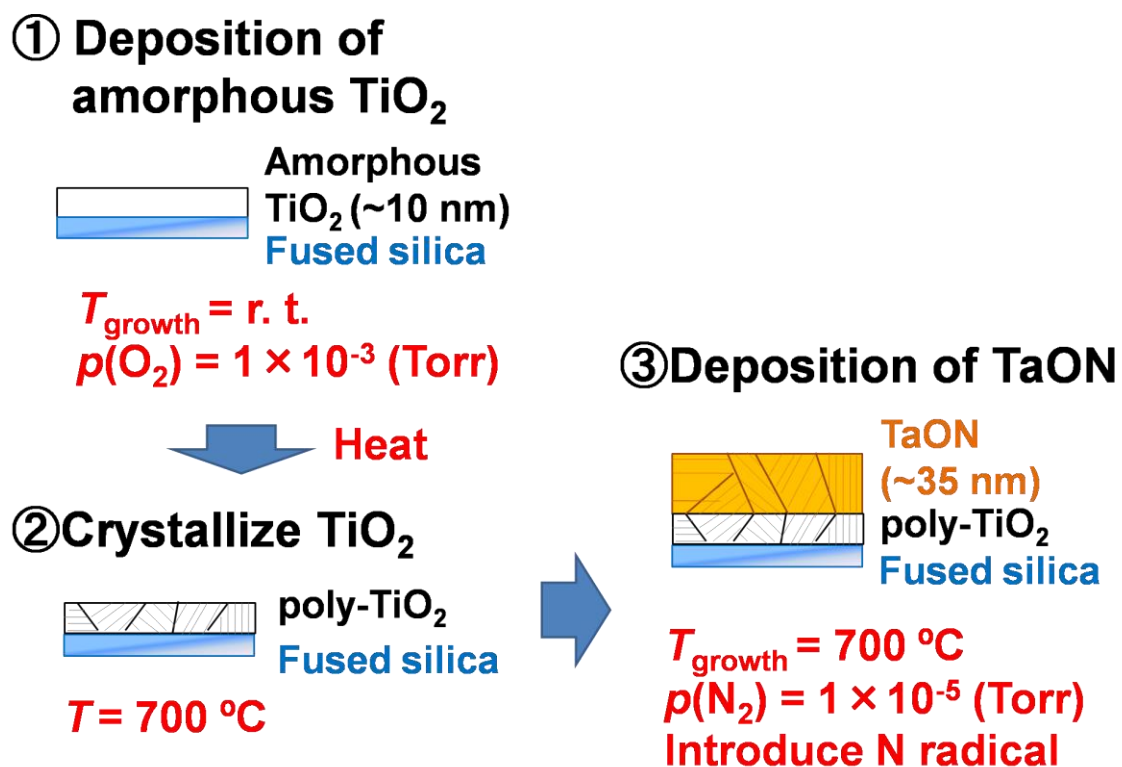 ① Deposition of
amorphous TiO₂
Amorphous
TiO₂ (~10 nm)
Fused silica
T_growth = r. t.
p(O₂) = 1 × 10⁻³ (Torr)
Heat
②Crystallize TiO₂
poly-TiO₂
Fused silica
T = 700 ºC
③Deposition of TaON
TaON
(~35 nm)
poly-TiO₂
Fused silica
T_growth = 700 ºC
p(N₂) = 1 × 10⁻⁵ (Torr)
Introduce N radical